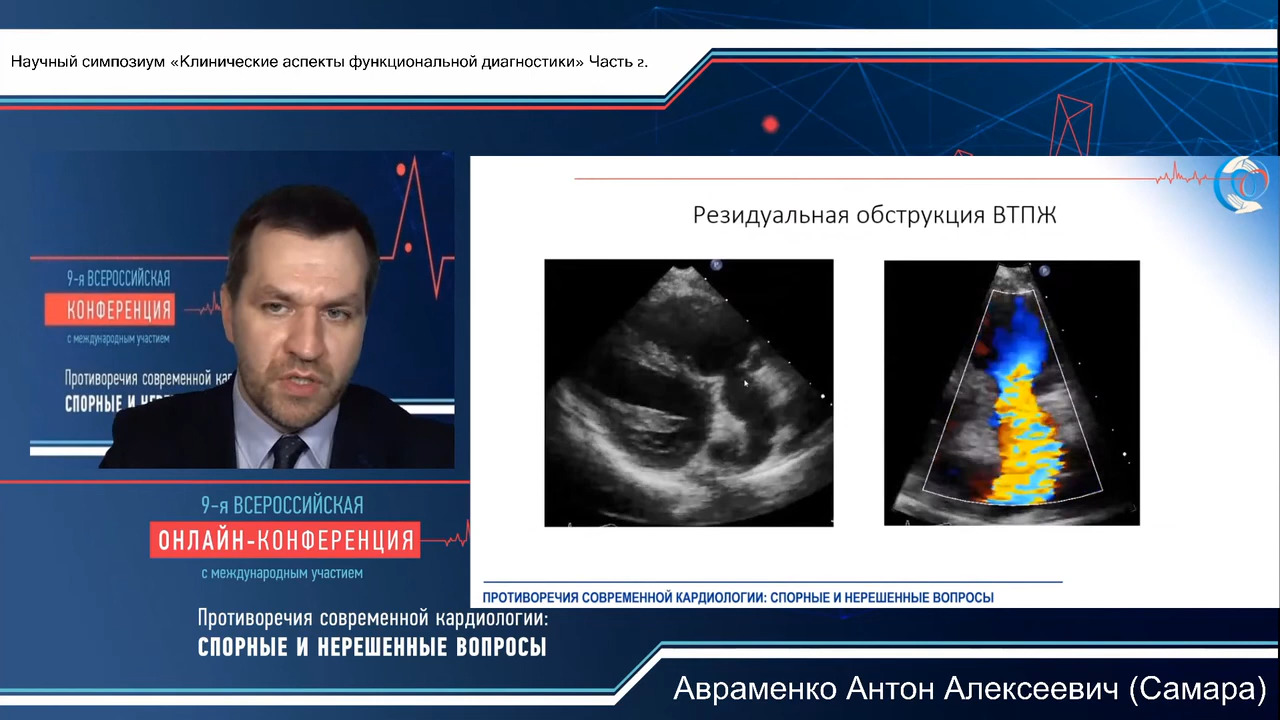 Научный симпозиум «Клинические аспекты функциональной диагностики» Часть 2.
9-я ВСЕРОССИЙСКАЯ
КОНФЕРЕНЦИЯ
с международным участием
Противоречия современной
СПОРНЫЕ И
Резидуальная обструкция ВТПЖ
ПРОТИВОРЕЧИЯ СОВРЕМЕННОЙ КАРДИОЛОГИИ: СПОРНЫЕ И НЕРЕШЕННЫЕ ВОПРОСЫ
9-я ВСЕРОССИЙСКАЯ
ОНЛАЙН-КОНФЕРЕНЦИЯ
с международным участием
Противоречия современной кардиологии:
СПОРНЫЕ И НЕРЕШЕННЫЕ ВОПРОСЫ
Авраменко Антон Алексеевич (Самара)